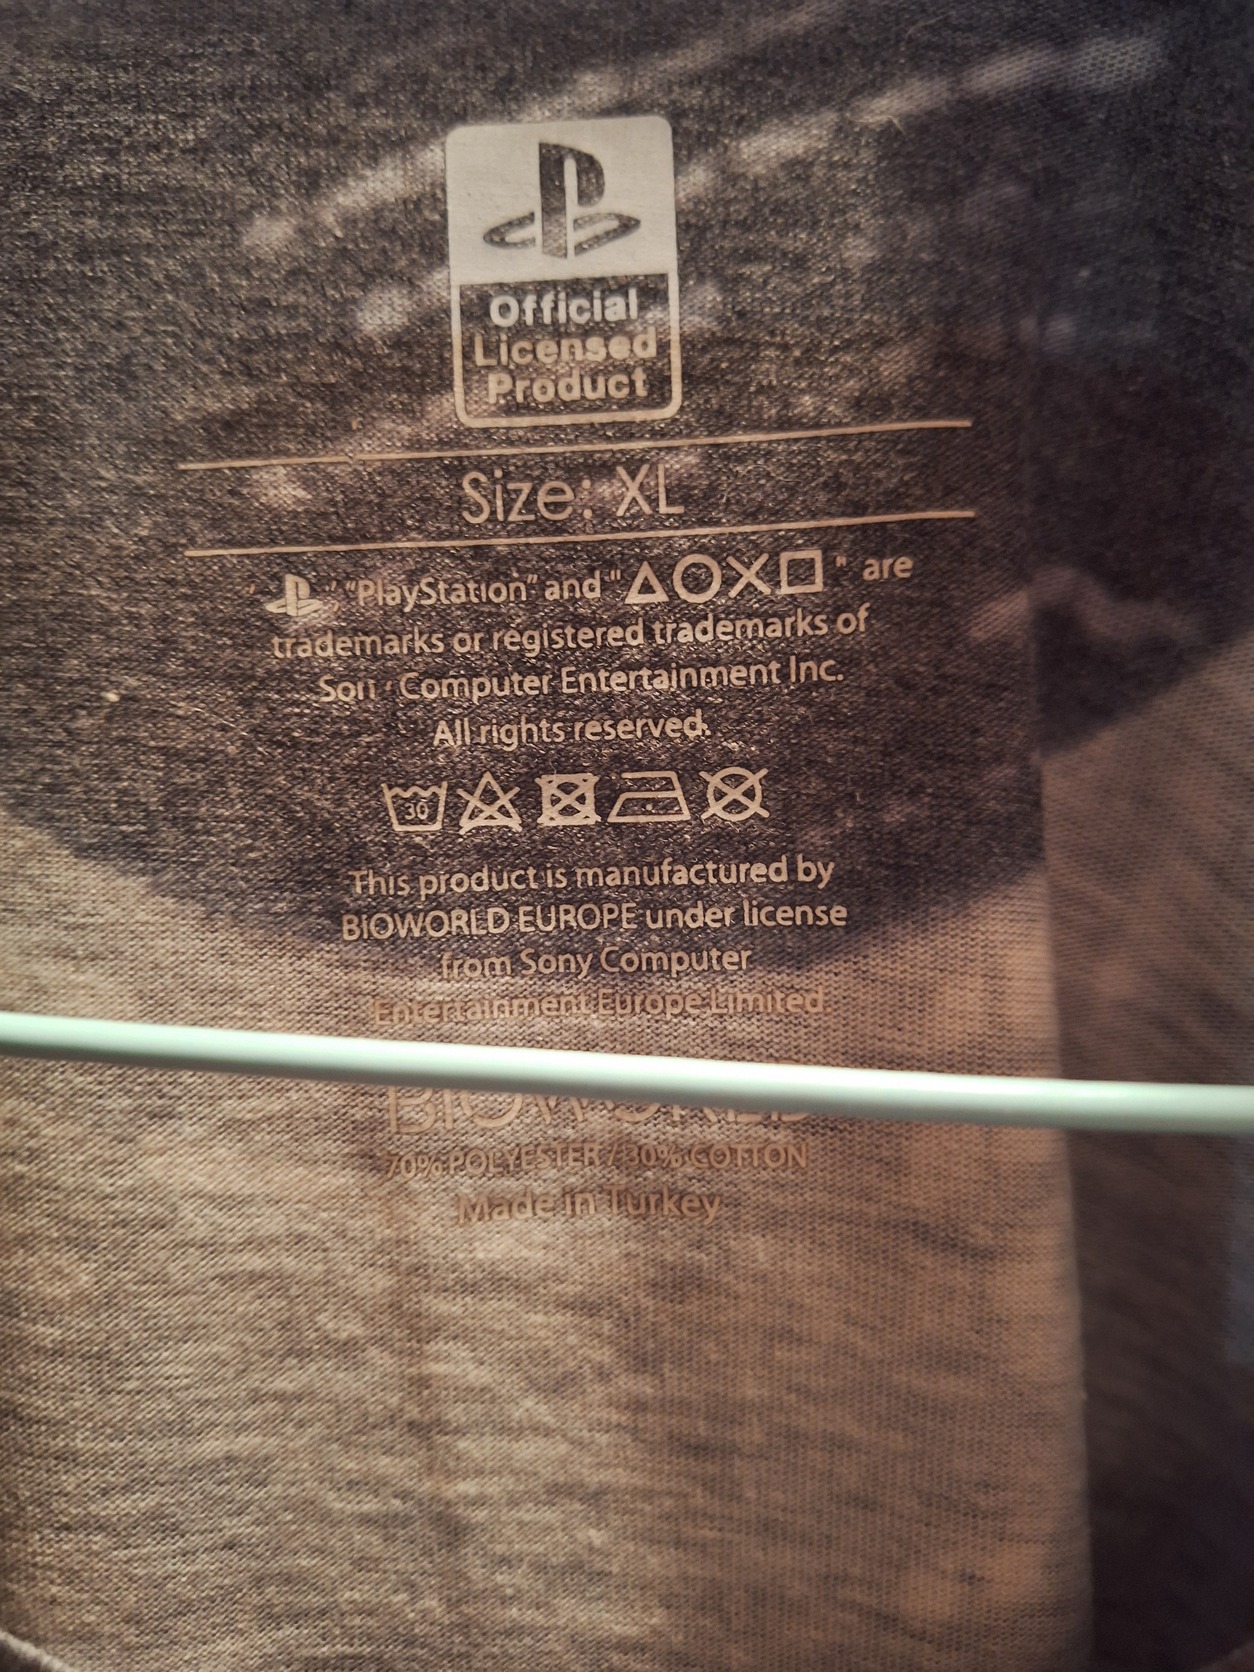 Official
Licensed
Product
Size: XL
" " "PlayStation" and "△○✕□" are
trademarks or registered trademarks of
Computer Entertainment Inc.
All rights reserved.
30
This product is manufactured by
BIOWORLD EUROPE under license
from Sony Computer
Entertainment Europe Limited.
BIOWORLD
70% POLYESTER / 30% COTTON
Made in Turkey